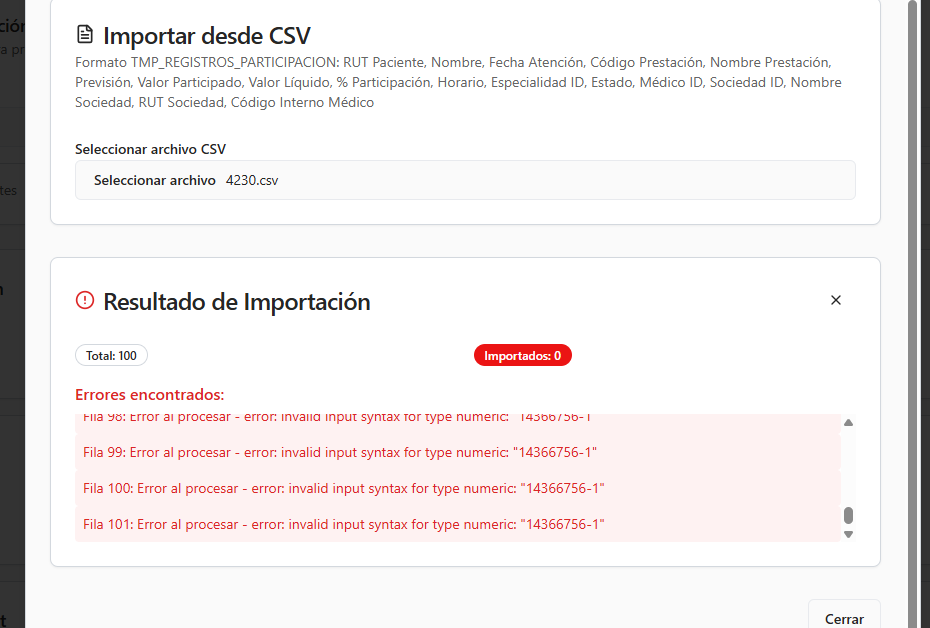 ción
a pr
Importar desde CSV
Formato TMP_REGISTROS_PARTICIPACION: RUT Paciente, Nombre, Fecha Atención, Código Prestación, Nombre Prestación,
Previsión, Valor Participado, Valor Líquido, % Participación, Horario, Especialidad ID, Estado, Médico ID, Sociedad ID, Nombre
Sociedad, RUT Sociedad, Código Interno Médico
Seleccionar archivo CSV
Seleccionar archivo 4230.csv
tes
Resultado de Importación
Total: 100
Importados: 0
Errores encontrados:
Fila 98: Error al procesar - error: invalid input syntax for type numeric: "14366756-1"
Fila 99: Error al procesar - error: invalid input syntax for type numeric: "14366756-1"
Fila 100: Error al procesar - error: invalid input syntax for type numeric: "14366756-1"
Fila 101: Error al procesar - error: invalid input syntax for type numeric: "14366756-1"
Cerrar